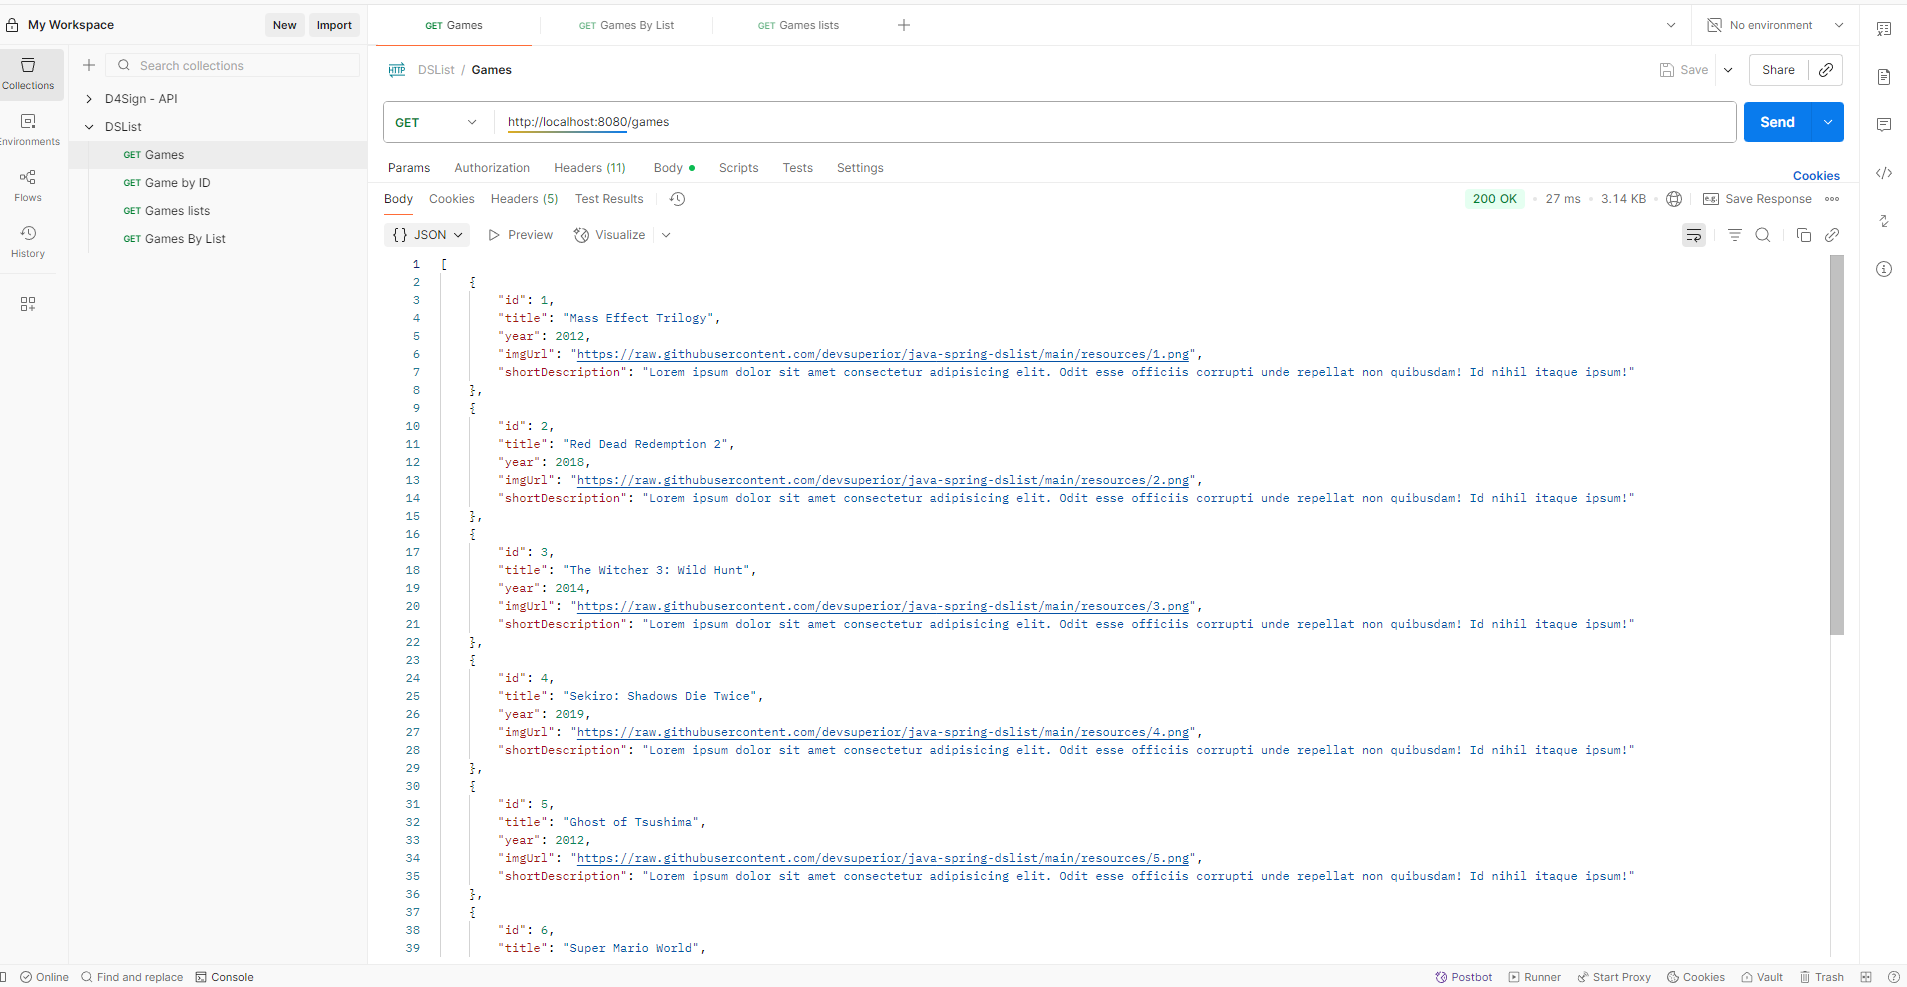 My Workspace
New
Import
GET Games
GET Games By List
GET Games lists
No environment
Collections
Environments
Flows
History
Search collections
D4Sign - API
DSList
GET Games
GET Game by ID
GET Games lists
GET Games By List
HTTP DSList / Games
Save
Share
GET
http://localhost:8080/games
Send
Params Authorization Headers (11) Body Scripts Tests Settings
Cookies
Body Cookies Headers (5) Test Results
200 OK 27 ms 3.14 KB e.g. Save Response
{} JSON Preview Visualize
1 [
2 {
3 "id": 1,
4 "title": "Mass Effect Trilogy",
5 "year": 2012,
6 "imgUrl": "https://raw.githubusercontent.com/devsuperior/java-spring-dslist/main/resources/1.png",
7 "shortDescription": "Lorem ipsum dolor sit amet consectetur adipisicing elit. Odit esse officiis corrupti unde repellat non quibusdam! Id nihil itaque ipsum!"
8 },
9 {
10 "id": 2,
11 "title": "Red Dead Redemption 2",
12 "year": 2018,
13 "imgUrl": "https://raw.githubusercontent.com/devsuperior/java-spring-dslist/main/resources/2.png",
14 "shortDescription": "Lorem ipsum dolor sit amet consectetur adipisicing elit. Odit esse officiis corrupti unde repellat non quibusdam! Id nihil itaque ipsum!"
15 },
16 {
17 "id": 3,
18 "title": "The Witcher 3: Wild Hunt",
19 "year": 2014,
20 "imgUrl": "https://raw.githubusercontent.com/devsuperior/java-spring-dslist/main/resources/3.png",
21 "shortDescription": "Lorem ipsum dolor sit amet consectetur adipisicing elit. Odit esse officiis corrupti unde repellat non quibusdam! Id nihil itaque ipsum!"
22 },
23 {
24 "id": 4,
25 "title": "Sekiro: Shadows Die Twice",
26 "year": 2019,
27 "imgUrl": "https://raw.githubusercontent.com/devsuperior/java-spring-dslist/main/resources/4.png",
28 "shortDescription": "Lorem ipsum dolor sit amet consectetur adipisicing elit. Odit esse officiis corrupti unde repellat non quibusdam! Id nihil itaque ipsum!"
29 },
30 {
31 "id": 5,
32 "title": "Ghost of Tsushima",
33 "year": 2012,
34 "imgUrl": "https://raw.githubusercontent.com/devsuperior/java-spring-dslist/main/resources/5.png",
35 "shortDescription": "Lorem ipsum dolor sit amet consectetur adipisicing elit. Odit esse officiis corrupti unde repellat non quibusdam! Id nihil itaque ipsum!"
36 },
37 {
38 "id": 6,
39 "title": "Super Mario World",
Online Find and replace Console
Postbot Runner Start Proxy Cookies Vault Trash